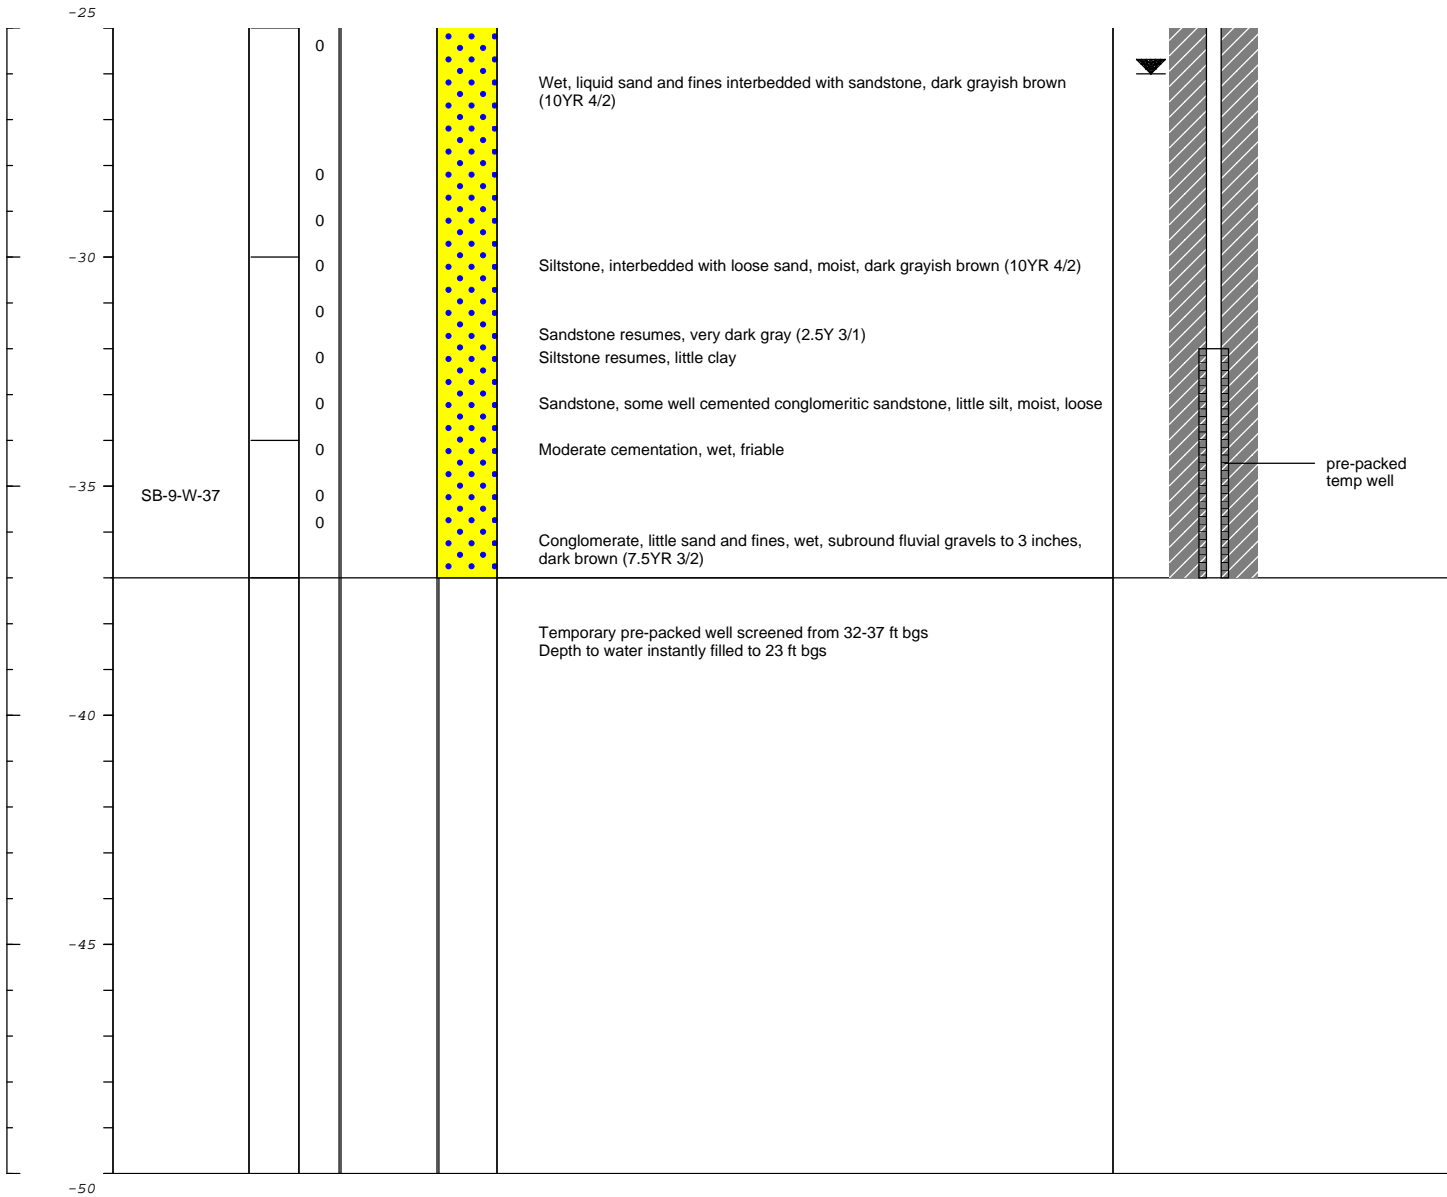 -25
0
Wet, liquid sand and fines interbedded with sandstone, dark grayish brown
(10YR 4/2)
0
0
-30
0
Siltstone, interbedded with loose sand, moist, dark grayish brown (10YR 4/2)
0
Sandstone resumes, very dark gray (2.5Y 3/1)
0
Siltstone resumes, little clay
0
Sandstone, some well cemented conglomeritic sandstone, little silt, moist, loose
0
Moderate cementation, wet, friable
pre-packed
temp well
-35
SB-9-W-37
0
0
Conglomerate, little sand and fines, wet, subround fluvial gravels to 3 inches,
dark brown (7.5YR 3/2)
Temporary pre-packed well screened from 32-37 ft bgs
Depth to water instantly filled to 23 ft bgs
-40
-45
-50